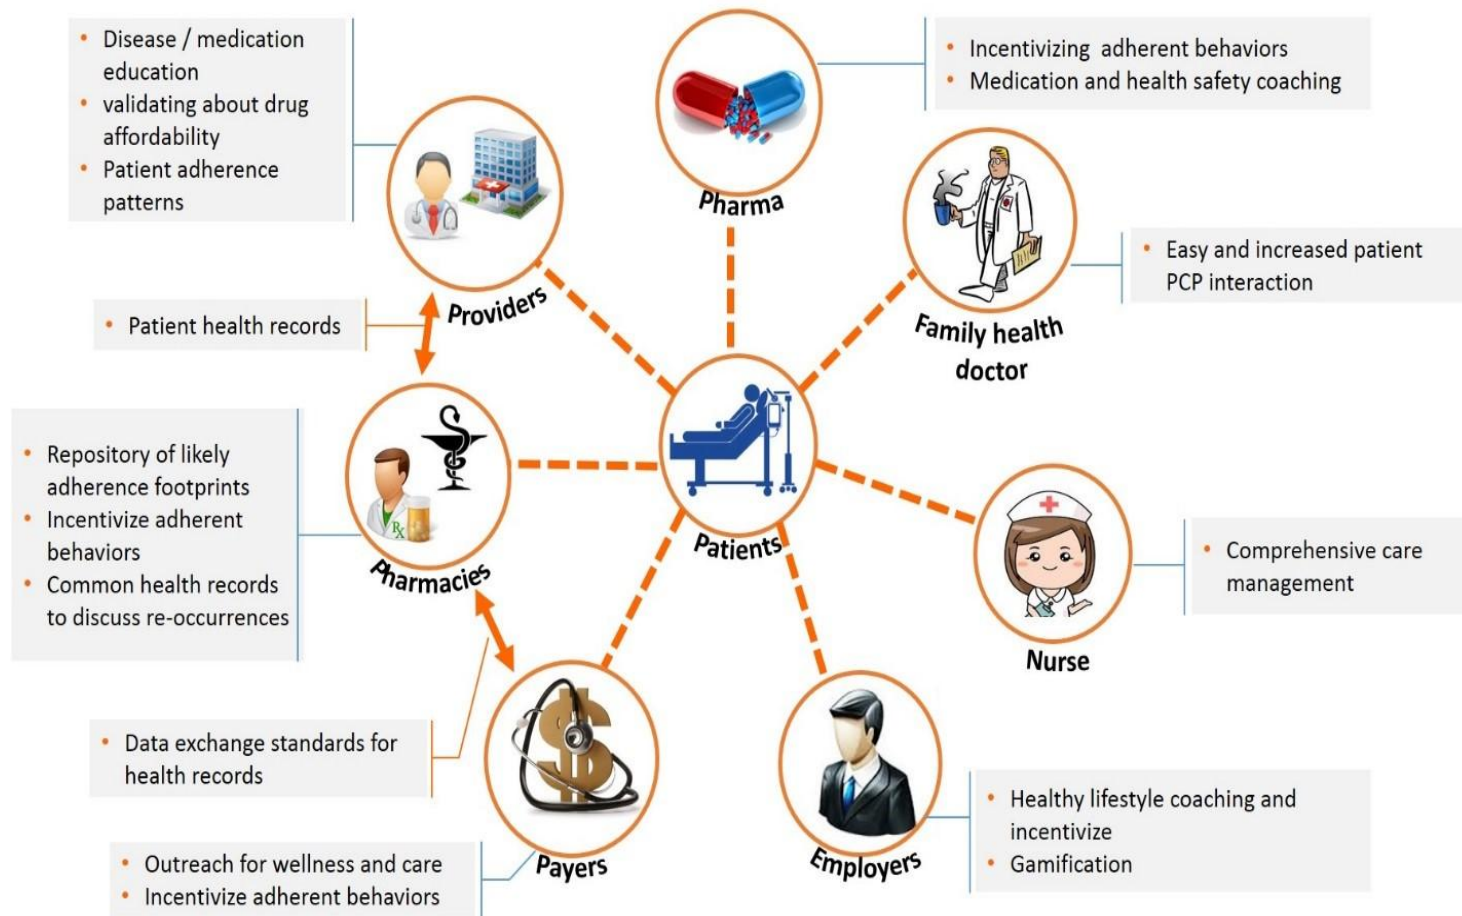 • Disease / medication
education
• validating about drug
affordability
• Patient adherence
patterns
Providers
Pharma
• Incentivizing adherent behaviors
• Medication and health safety coaching
Family health
doctor
• Easy and increased patient
PCP interaction
• Patient health records
• Repository of likely
adherence footprints
• Incentivize adherent
behaviors
• Common health records
to discuss re-occurrences
Rx
Pharmacies
Patients
Nurse
• Comprehensive care
management
• Data exchange standards for
health records
• Outreach for wellness and care
• Incentivize adherent behaviors
$
Payers
Employers
• Healthy lifestyle coaching and
incentivize
• Gamification